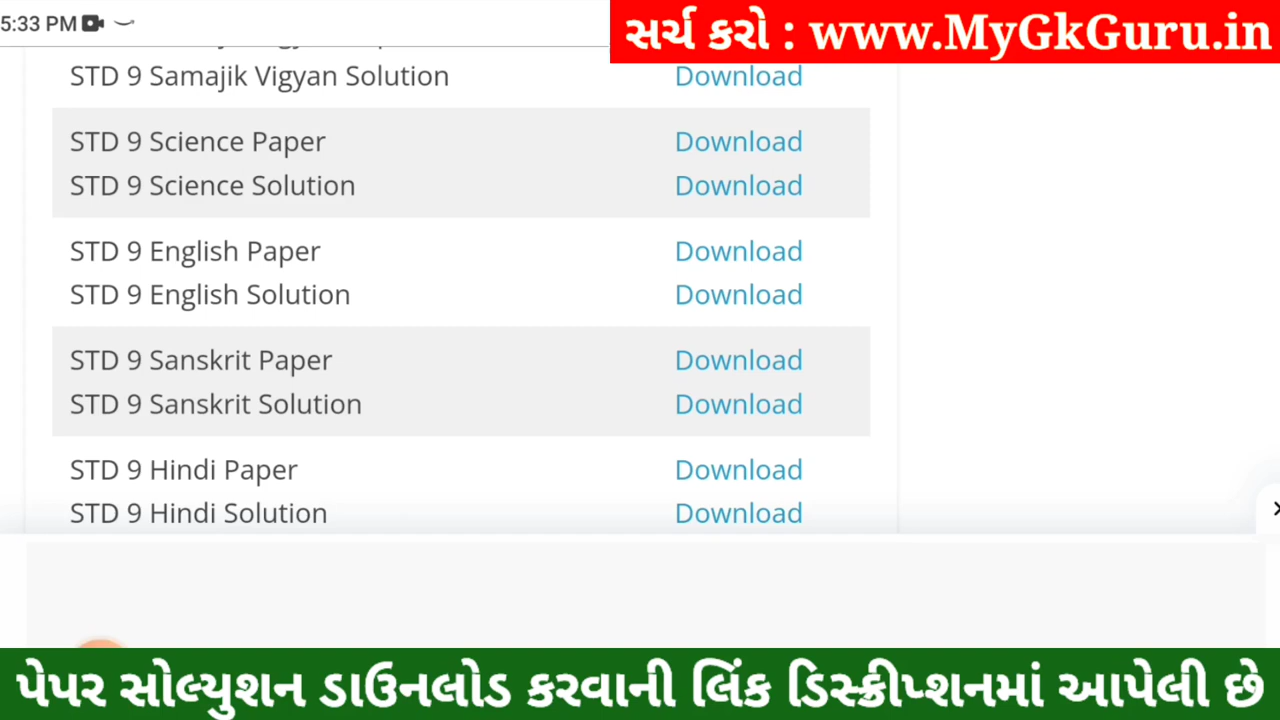 5:33 PM
સર્ચ કરો : www.MyGkGuru.in
STD 9 Samajik Vigyan Solution Download
STD 9 Science Paper Download
STD 9 Science Solution Download
STD 9 English Paper Download
STD 9 English Solution Download
STD 9 Sanskrit Paper Download
STD 9 Sanskrit Solution Download
STD 9 Hindi Paper Download
STD 9 Hindi Solution Download
પેપર સોલ્યુશન ડાઉનલોડ કરવાની લિંક ડિસ્ક્રીપ્શનમાં આપેલી છે